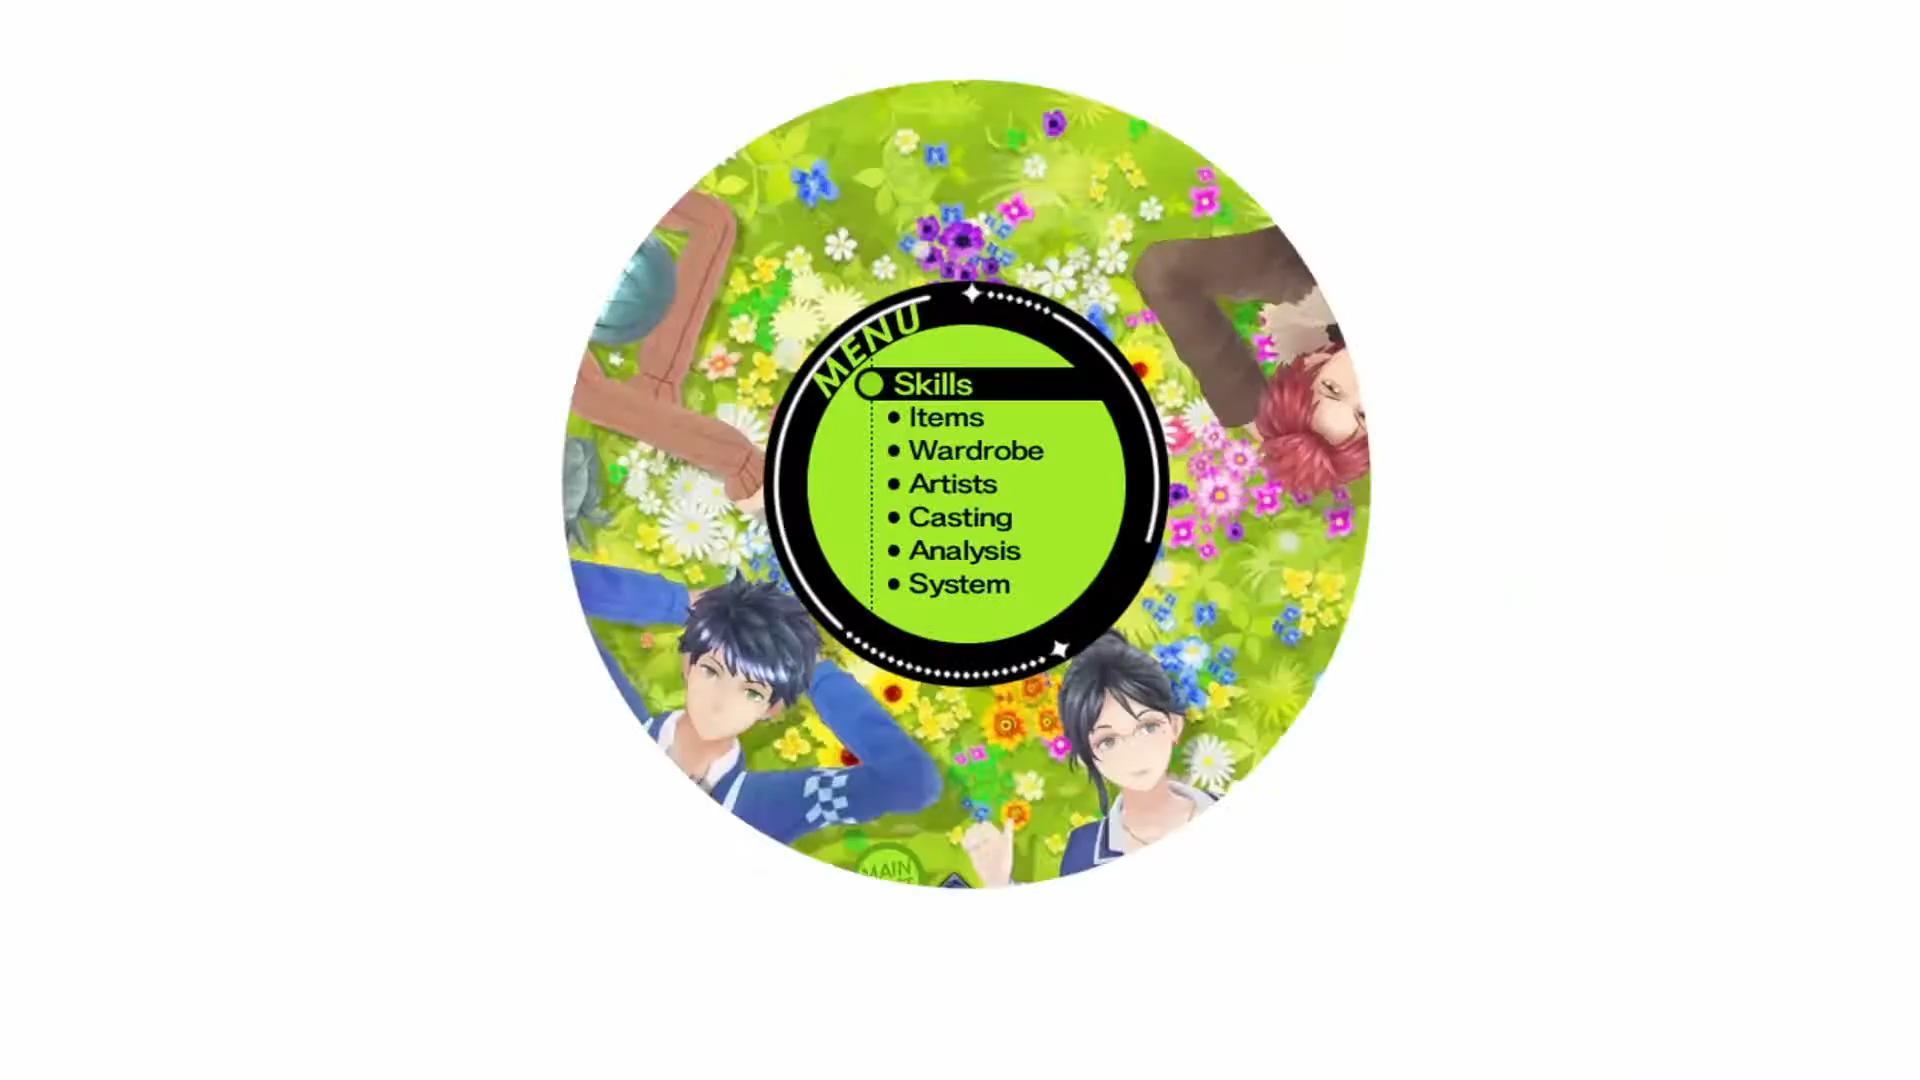 MENU
Skills
Items
Wardrobe
Artists
Casting
Analysis
System
MAIN